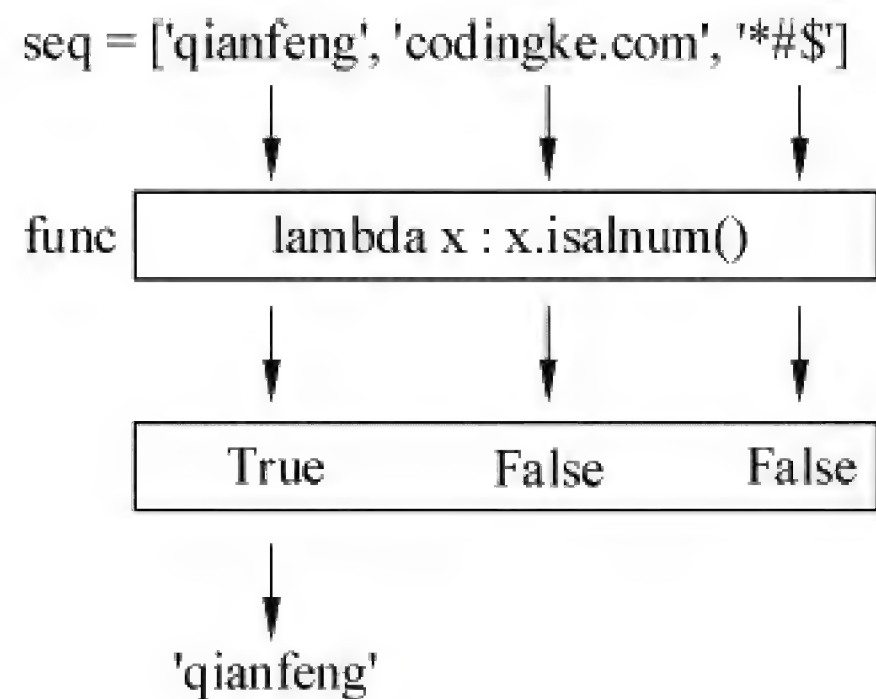 seq = ['qianfeng', 'codingke.com', '*#$']
func
lambda x : x.isalnum()
True False False
'qianfeng'